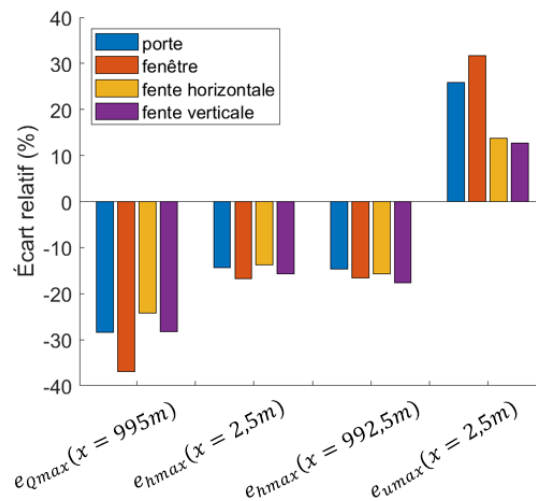 40
30
20
10
0
-10
-20
-30
-40
Écart relatif (%)
porte
fenêtre
fente horizontale
fente verticale
e_Qmax(x = 995m)
e_hmax(x = 2,5m)
e_hmax(x = 992,5m)
e_umax(x = 2,5m)